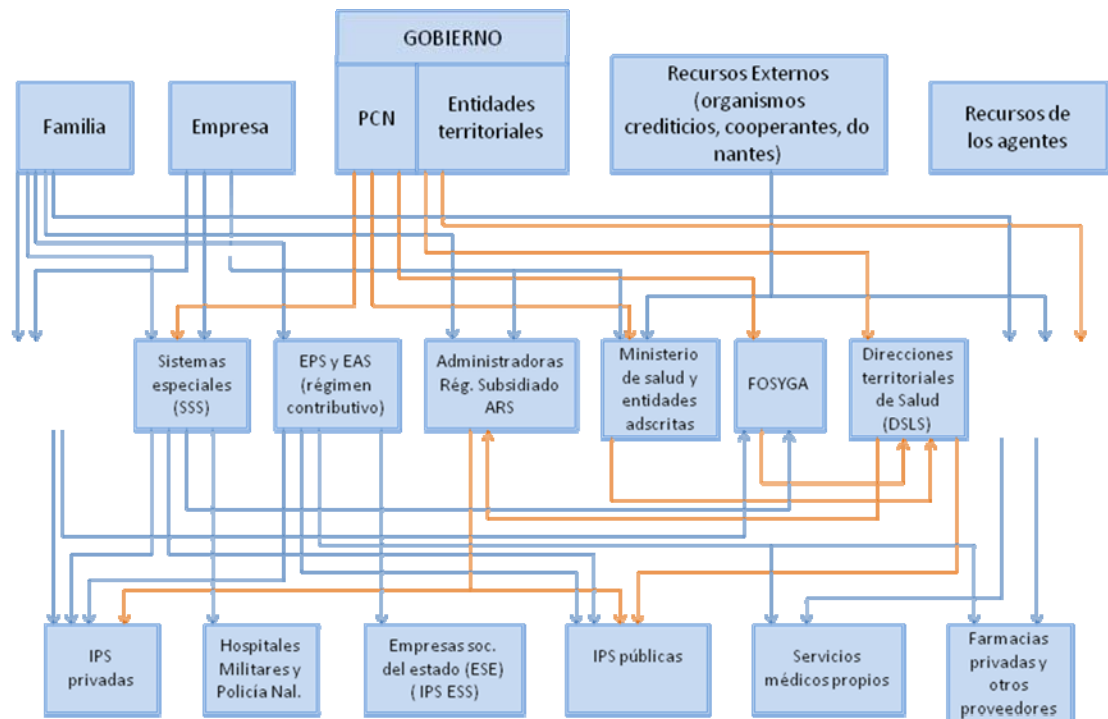 GOBIERNO
Familia
Empresa
PCN
Entidades
territoriales
Recursos Externos
(organismos
crediticios, cooperantes, do
nantes)
Recursos de
los agentes
Sistemas
especiales
(SSS)
EPS y EAS
(régimen
contributivo)
Administradoras
Rég. Subsidiado
ARS
Ministerio
de salud y
entidades
adscritas
FOSYGA
Direcciones
territoriales
de Salud
(DSLS)
IPS
privadas
Hospitales
Militares y
Policía Nal.
Empresas soc.
del estado (ESE)
( IPS ESS)
IPS públicas
Servicios
médicos propios
Farmacias
privadas y
otros
proveedores